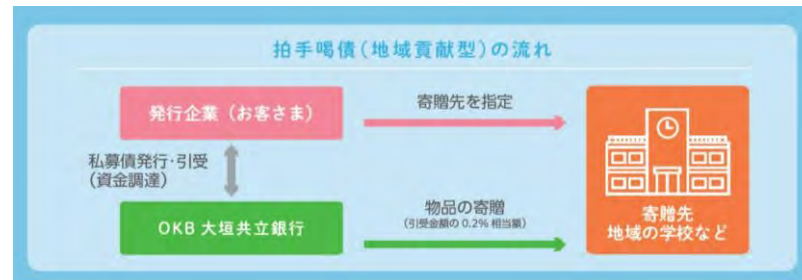 拍手喝債(地域貢献型)の流れ
発行企業(お客さま)
寄贈先を指定
私募債発行・引受
(資金調達)
OKB 大垣共立銀行
物品の寄贈
(引受金額の 0.2% 相当額)
寄贈先
地域の学校など